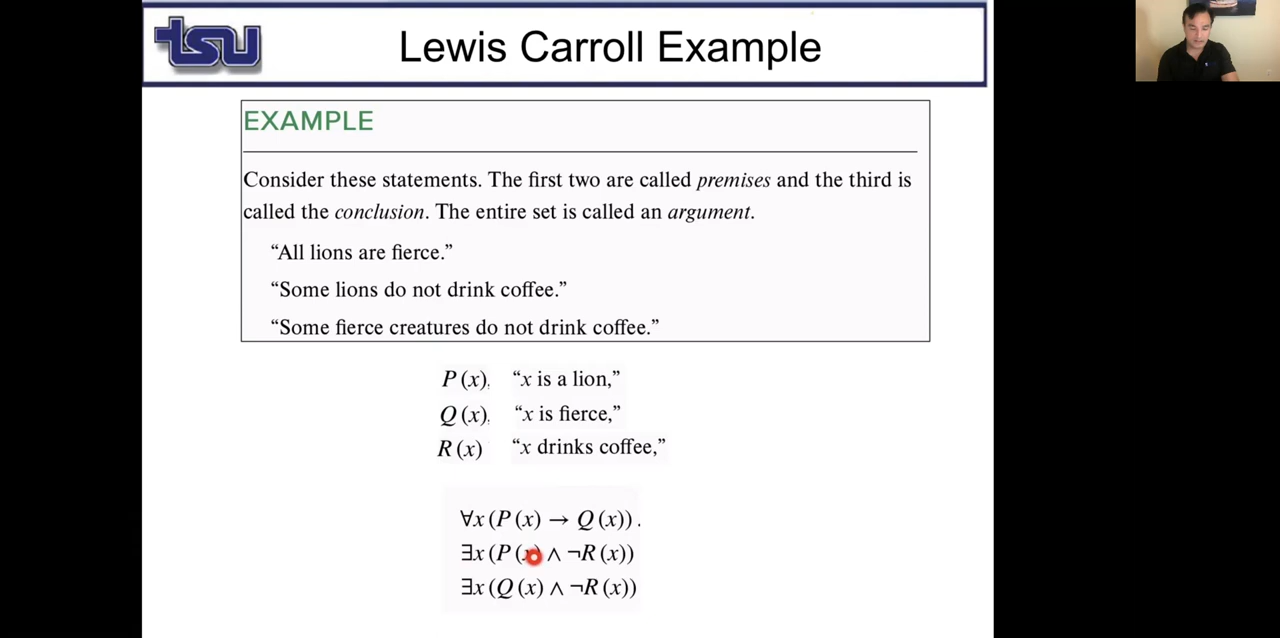 tsu
Lewis Carroll Example
EXAMPLE
Consider these statements. The first two are called premises and the third is
called the conclusion. The entire set is called an argument.
“All lions are fierce.”
“Some lions do not drink coffee.”
“Some fierce creatures do not drink coffee.”
P(x). “x is a lion,”
Q(x). “x is fierce,”
R(x) “x drinks coffee,”
∀x(P(x) → Q(x)).
∃x(P(x) ∧ ¬R(x))
∃x(Q(x) ∧ ¬R(x))